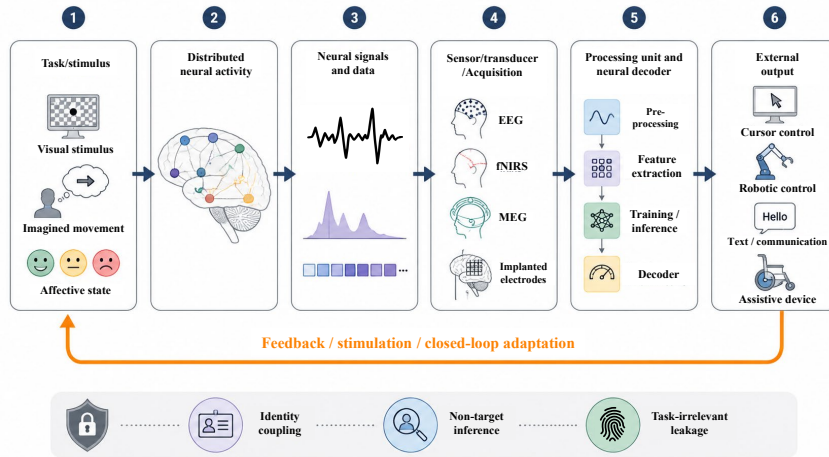 1
2
3
4
5
6
Task/stimulus
Visual stimulus
Imagined movement
Affective state
Distributed
neural activity
Neural signals
and data
...
Sensor/transducer
/Acquisition
EEG
fNIRS
MEG
Implanted
electrodes
Processing unit and
neural decoder
Pre-
processing
Feature
extraction
Training /
inference
Decoder
External
output
Cursor control
Robotic control
Hello
Text / communication
Assistive device
Feedback / stimulation / closed-loop adaptation
Identity
coupling
Non-target
inference
Task-irrelevant
leakage